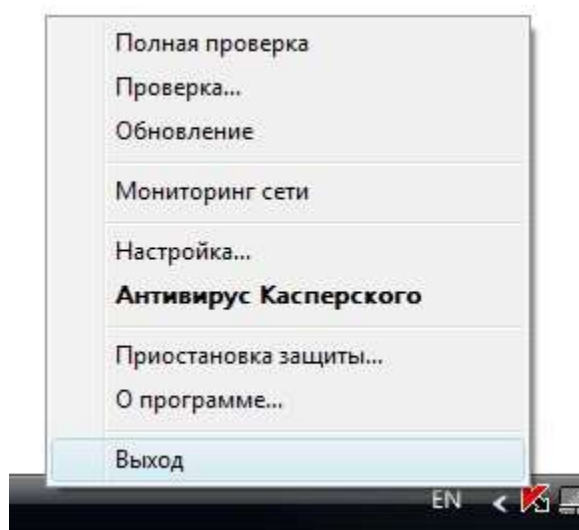 Полная проверка
Проверка...
Обновление
Мониторинг сети
Настройка...
Антивирус Касперского
Приостановка защиты...
О программе...
Выход
EN <